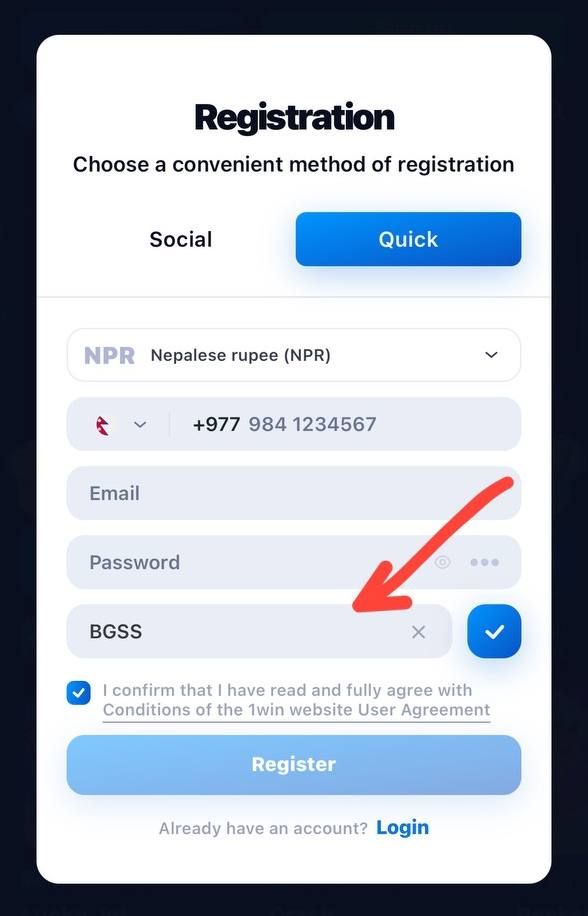 Registration
Choose a convenient method of registration
Social
Quick
NPR Nepalese rupee (NPR)
+977 984 1234567
Email
Password
BGSS
I confirm that I have read and fully agree with
Conditions of the 1win website User Agreement
Register
Already have an account? Login